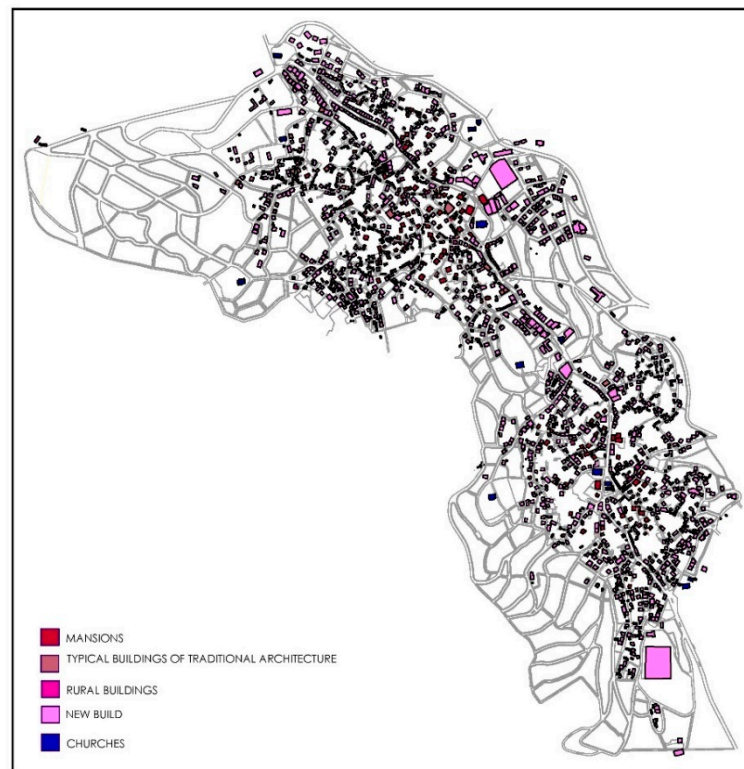 MANSIONS
TYPICAL BUILDINGS OF TRADITIONAL ARCHITECTURE
RURAL BUILDINGS
NEW BUILD
CHURCHES